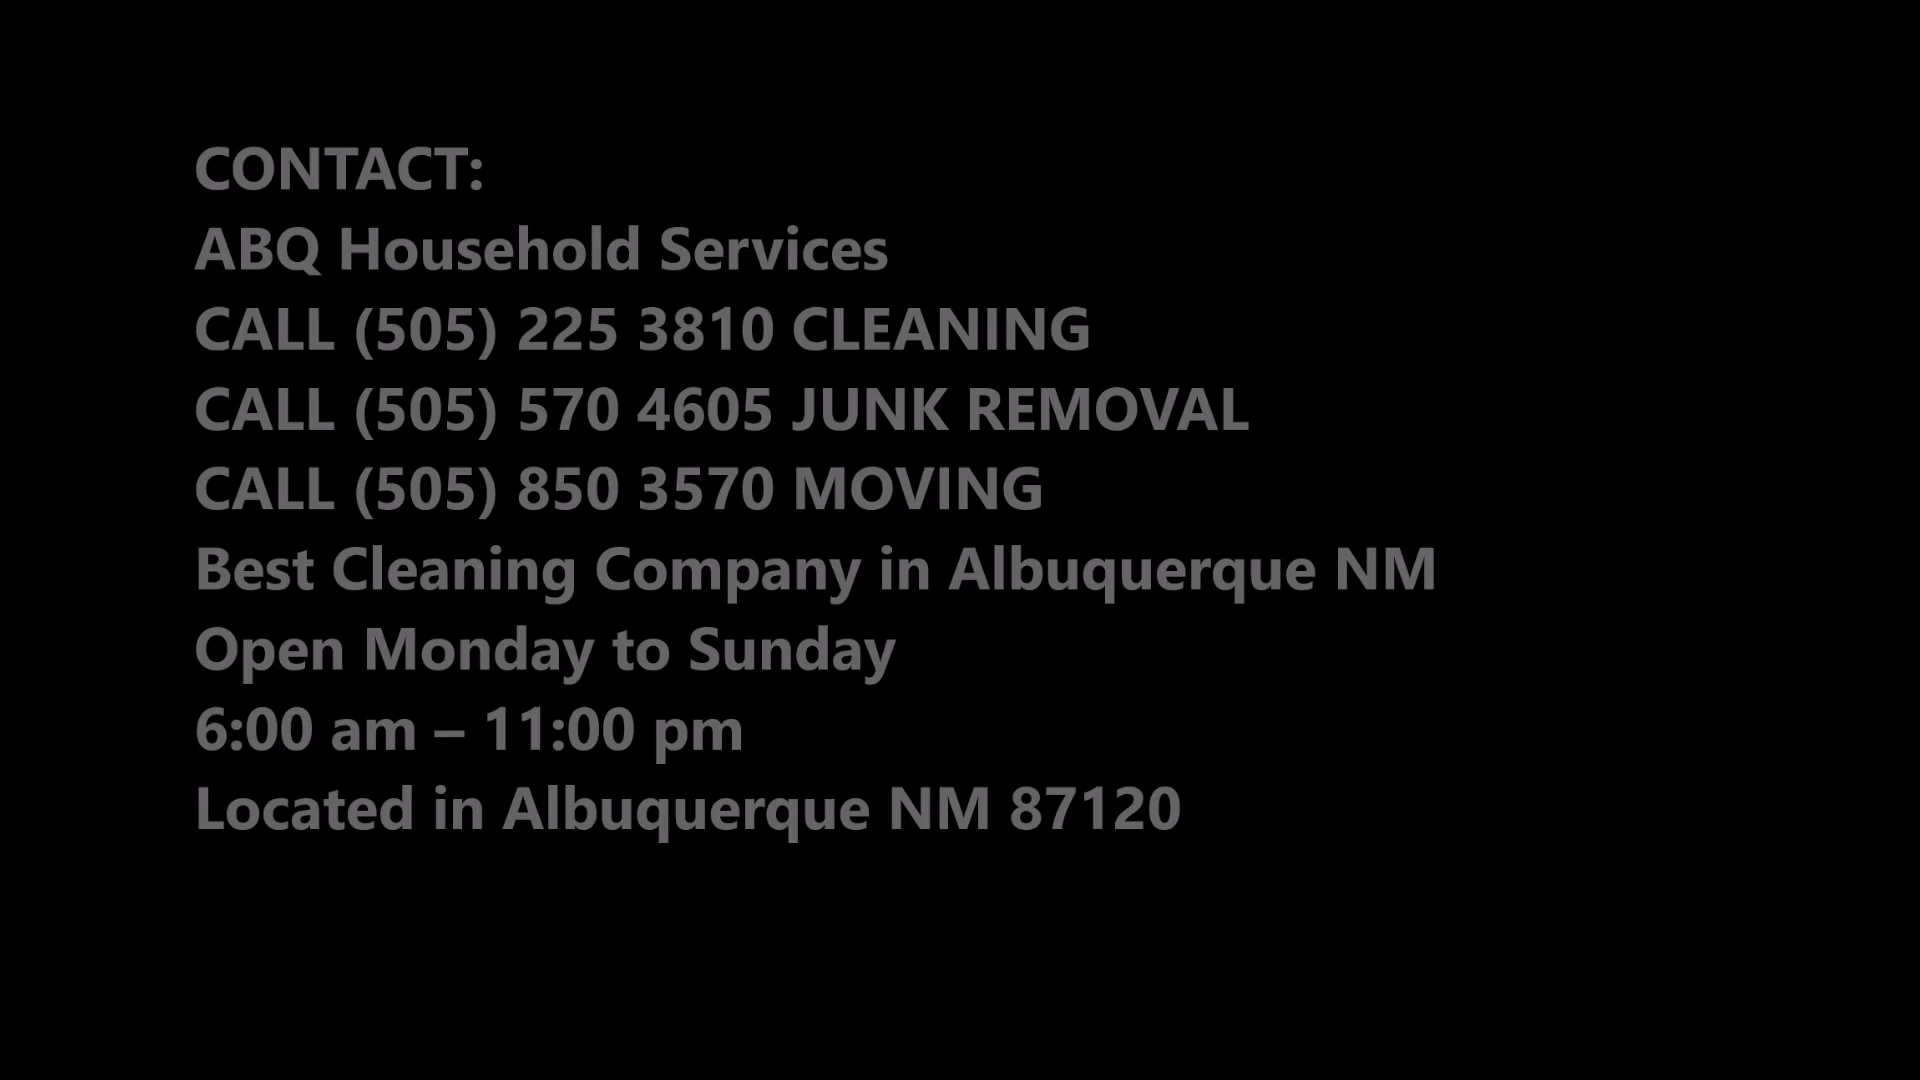 CONTACT:
ABQ Household Services
CALL (505) 225 3810 CLEANING
CALL (505) 570 4605 JUNK REMOVAL
CALL (505) 850 3570 MOVING
Best Cleaning Company in Albuquerque NM
Open Monday to Sunday
6:00 am – 11:00 pm
Located in Albuquerque NM 87120